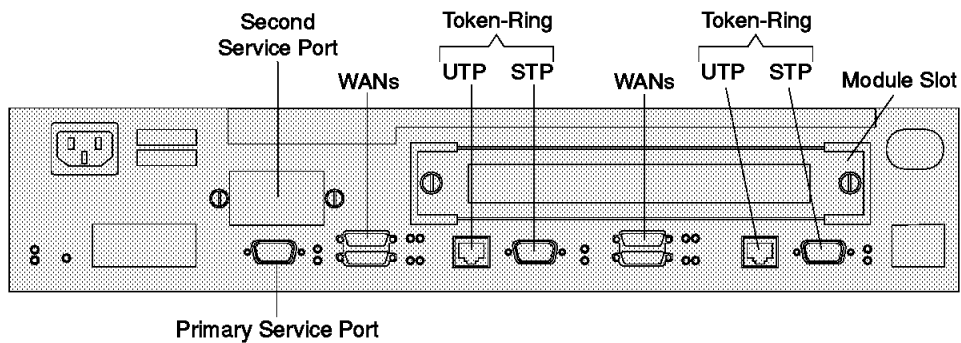 Second
Service Port
WANs
Token-Ring
UTP STP
WANs
Token-Ring
UTP STP
Module Slot
Primary Service Port